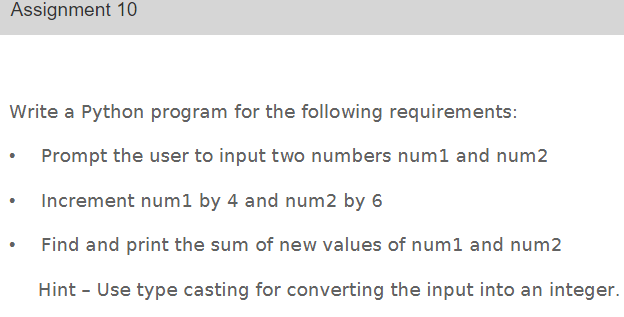 Assignment 10
Write a Python program for the following requirements:
• Prompt the user to input two numbers num1 and num2
• Increment num1 by 4 and num2 by 6
• Find and print the sum of new values of num1 and num2
Hint – Use type casting for converting the input into an integer.